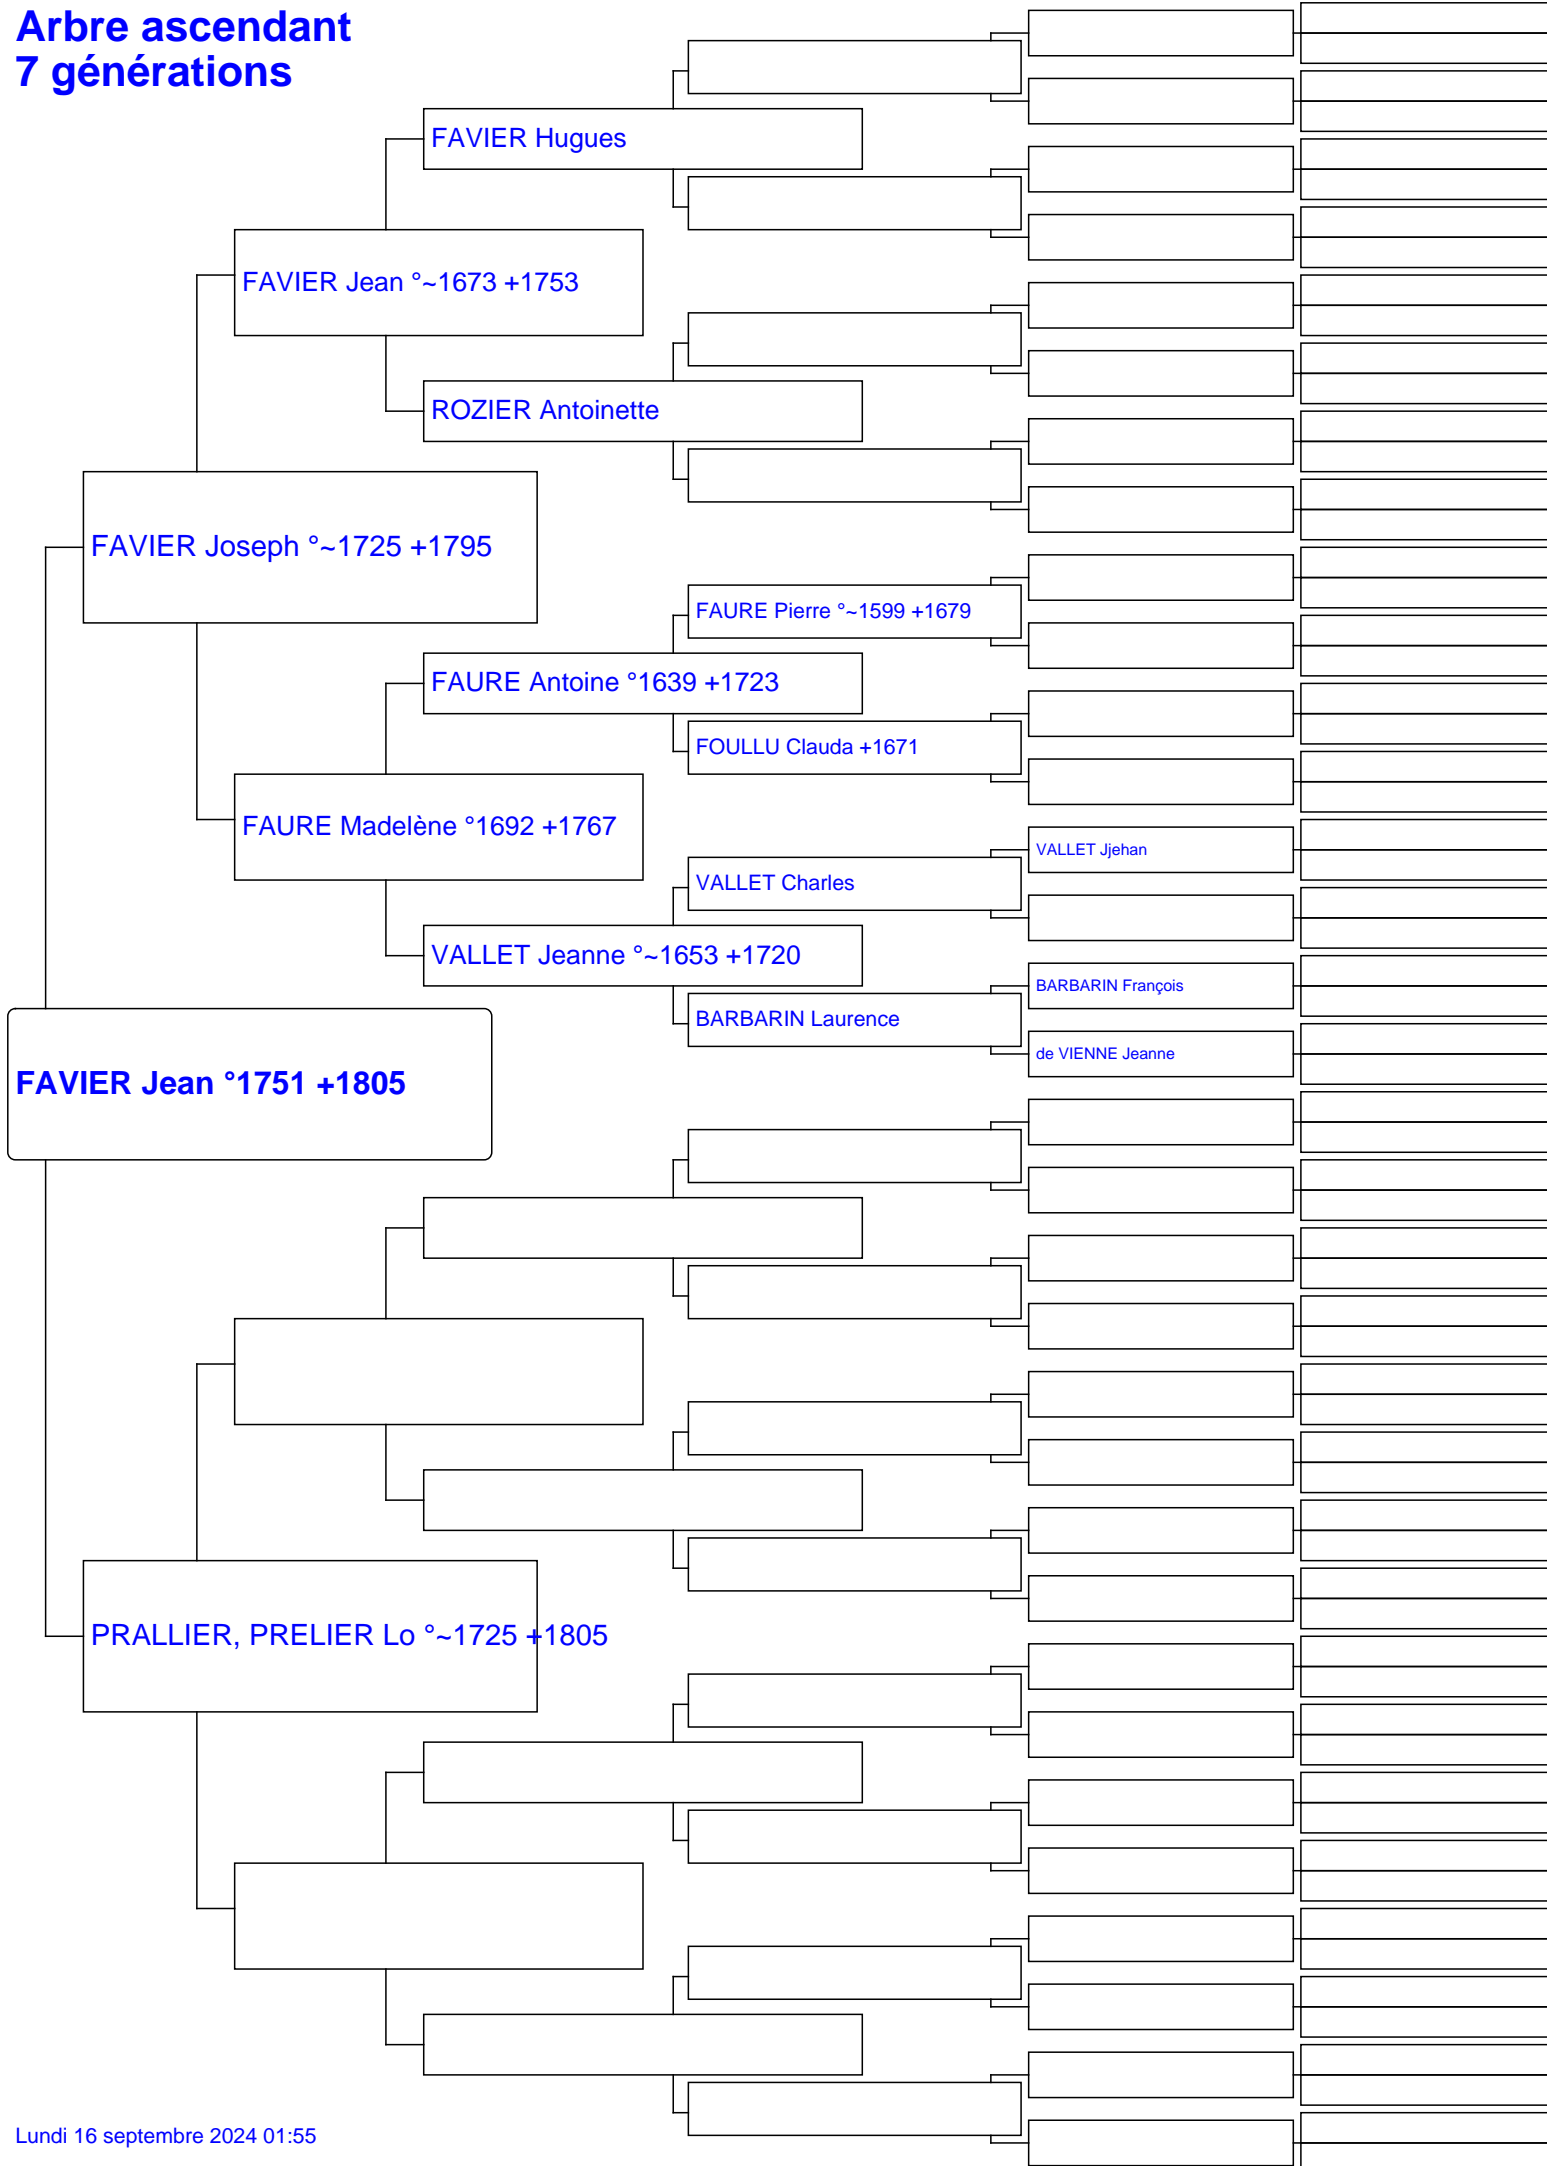 Arbre ascendant
7 générations
FAVIER Hugues
FAVIER Jean °~1673 +1753
ROZIER Antoinette
FAVIER Joseph °~1725 +1795
FAURE Pierre °~1599 +1679
FAURE Antoine °1639 +1723
FOULLU Clauda +1671
FAURE Madelène °1692 +1767
VALLET Jjehan
VALLET Charles
VALLET Jeanne °~1653 +1720
BARBARIN François
BARBARIN Laurence
de VIENNE Jeanne
FAVIER Jean °1751 +1805
PRALLIER, PRELIER Lo °~1725 +1805
Lundi 16 septembre 2024 01:55